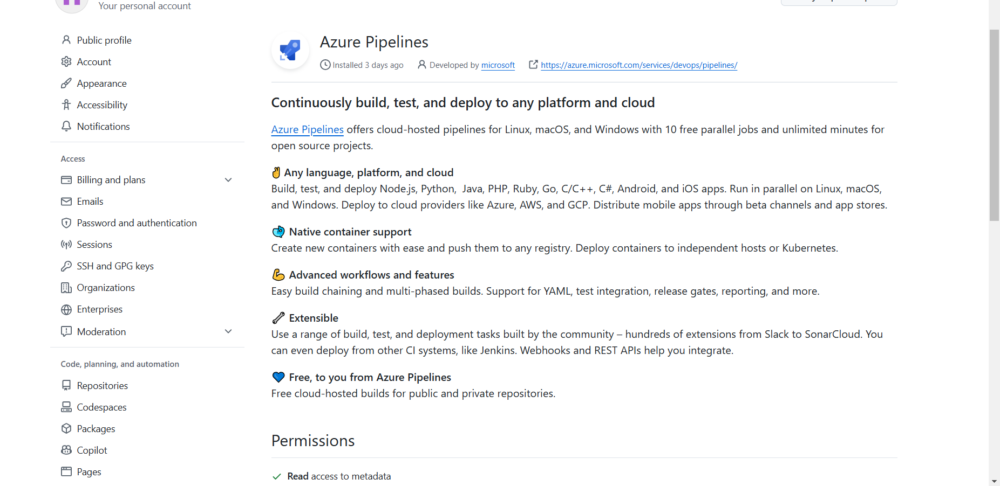 Your personal account
Public profile
Account
Appearance
Accessibility
Notifications
Access
Billing and plans
Emails
Password and authentication
Sessions
SSH and GPG keys
Organizations
Enterprises
Moderation
Code, planning, and automation
Repositories
Codespaces
Packages
Copilot
Pages
Azure Pipelines
Installed 3 days ago
Developed by microsoft
https://azure.microsoft.com/services/devops/pipelines/
Continuously build, test, and deploy to any platform and cloud
Azure Pipelines offers cloud-hosted pipelines for Linux, macOS, and Windows with 10 free parallel jobs and unlimited minutes for
open source projects.
✌️ Any language, platform, and cloud
Build, test, and deploy Node.js, Python,  Java, PHP, Ruby, Go, C/C++, C#, Android, and iOS apps. Run in parallel on Linux, macOS,
and Windows. Deploy to cloud providers like Azure, AWS, and GCP. Distribute mobile apps through beta channels and app stores.
🐳 Native container support
Create new containers with ease and push them to any registry. Deploy containers to independent hosts or Kubernetes.
💪 Advanced workflows and features
Easy build chaining and multi-phased builds. Support for YAML, test integration, release gates, reporting, and more.
🔧 Extensible
Use a range of build, test, and deployment tasks built by the community – hundreds of extensions from Slack to SonarCloud. You
can even deploy from other CI systems, like Jenkins. Webhooks and REST APIs help you integrate.
💙 Free, to you from Azure Pipelines
Free cloud-hosted builds for public and private repositories.
Permissions
Read access to metadata